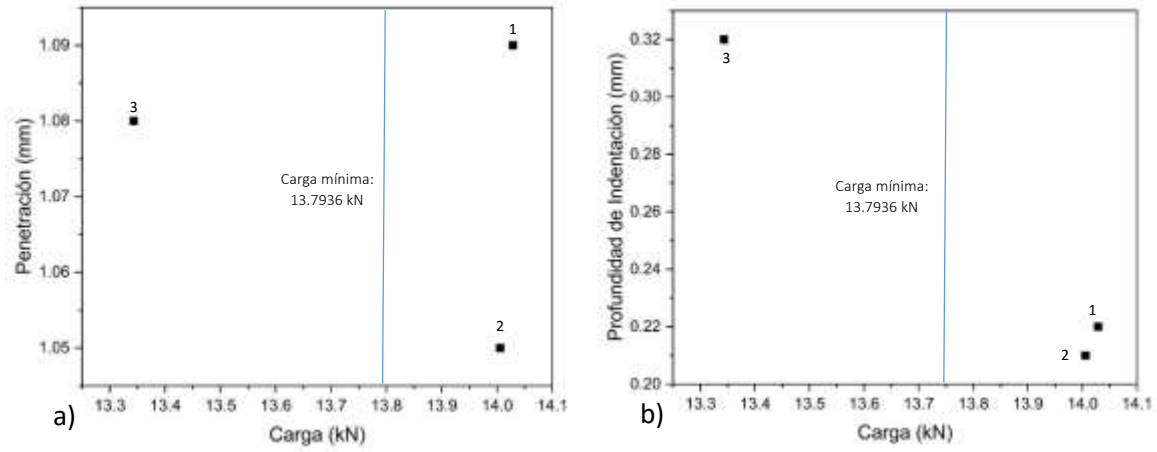 1.09
1.08
1.07
1.06
1.05
Penetración (mm)
1
3
2
Carga mínima:
13.7936 kN
13.3 13.4 13.5 13.6 13.7 13.8 13.9 14.0 14.1
Carga (kN)
a)
0.32
0.30
0.28
0.26
0.24
0.22
0.20
Profundidad de Indentación (mm)
3
1
2
Carga mínima:
13.7936 kN
13.3 13.4 13.5 13.6 13.7 13.8 13.9 14.0 14.1
Carga (kN)
b)